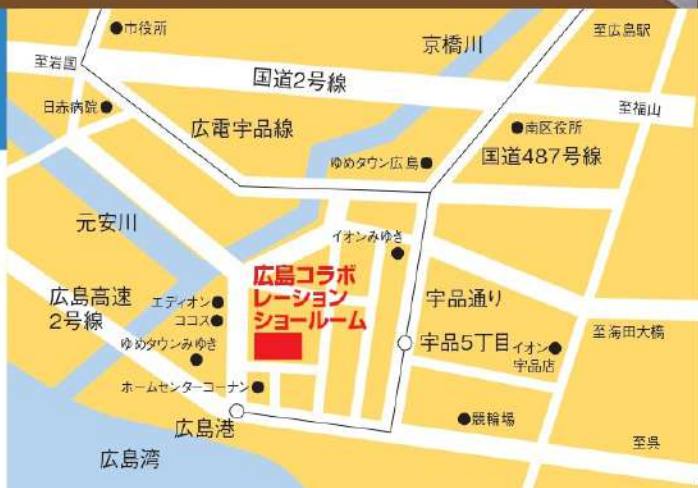 市役所
京橋川
至広島駅
至岩国
国道2号線
日赤病院
至福山
広電宇品線
南区役所
ゆめタウン広島
国道487号線
元安川
イオンみゆき
広島コラボ
レーション
ショールーム
広島高速
2号線
エディオン
ココス
宇品通り
ゆめタウンみゆき
宇品5丁目
イオン
宇品店
至海田大橋
ホームセンターコーナン
広島港
競輪場
至呉
広島湾